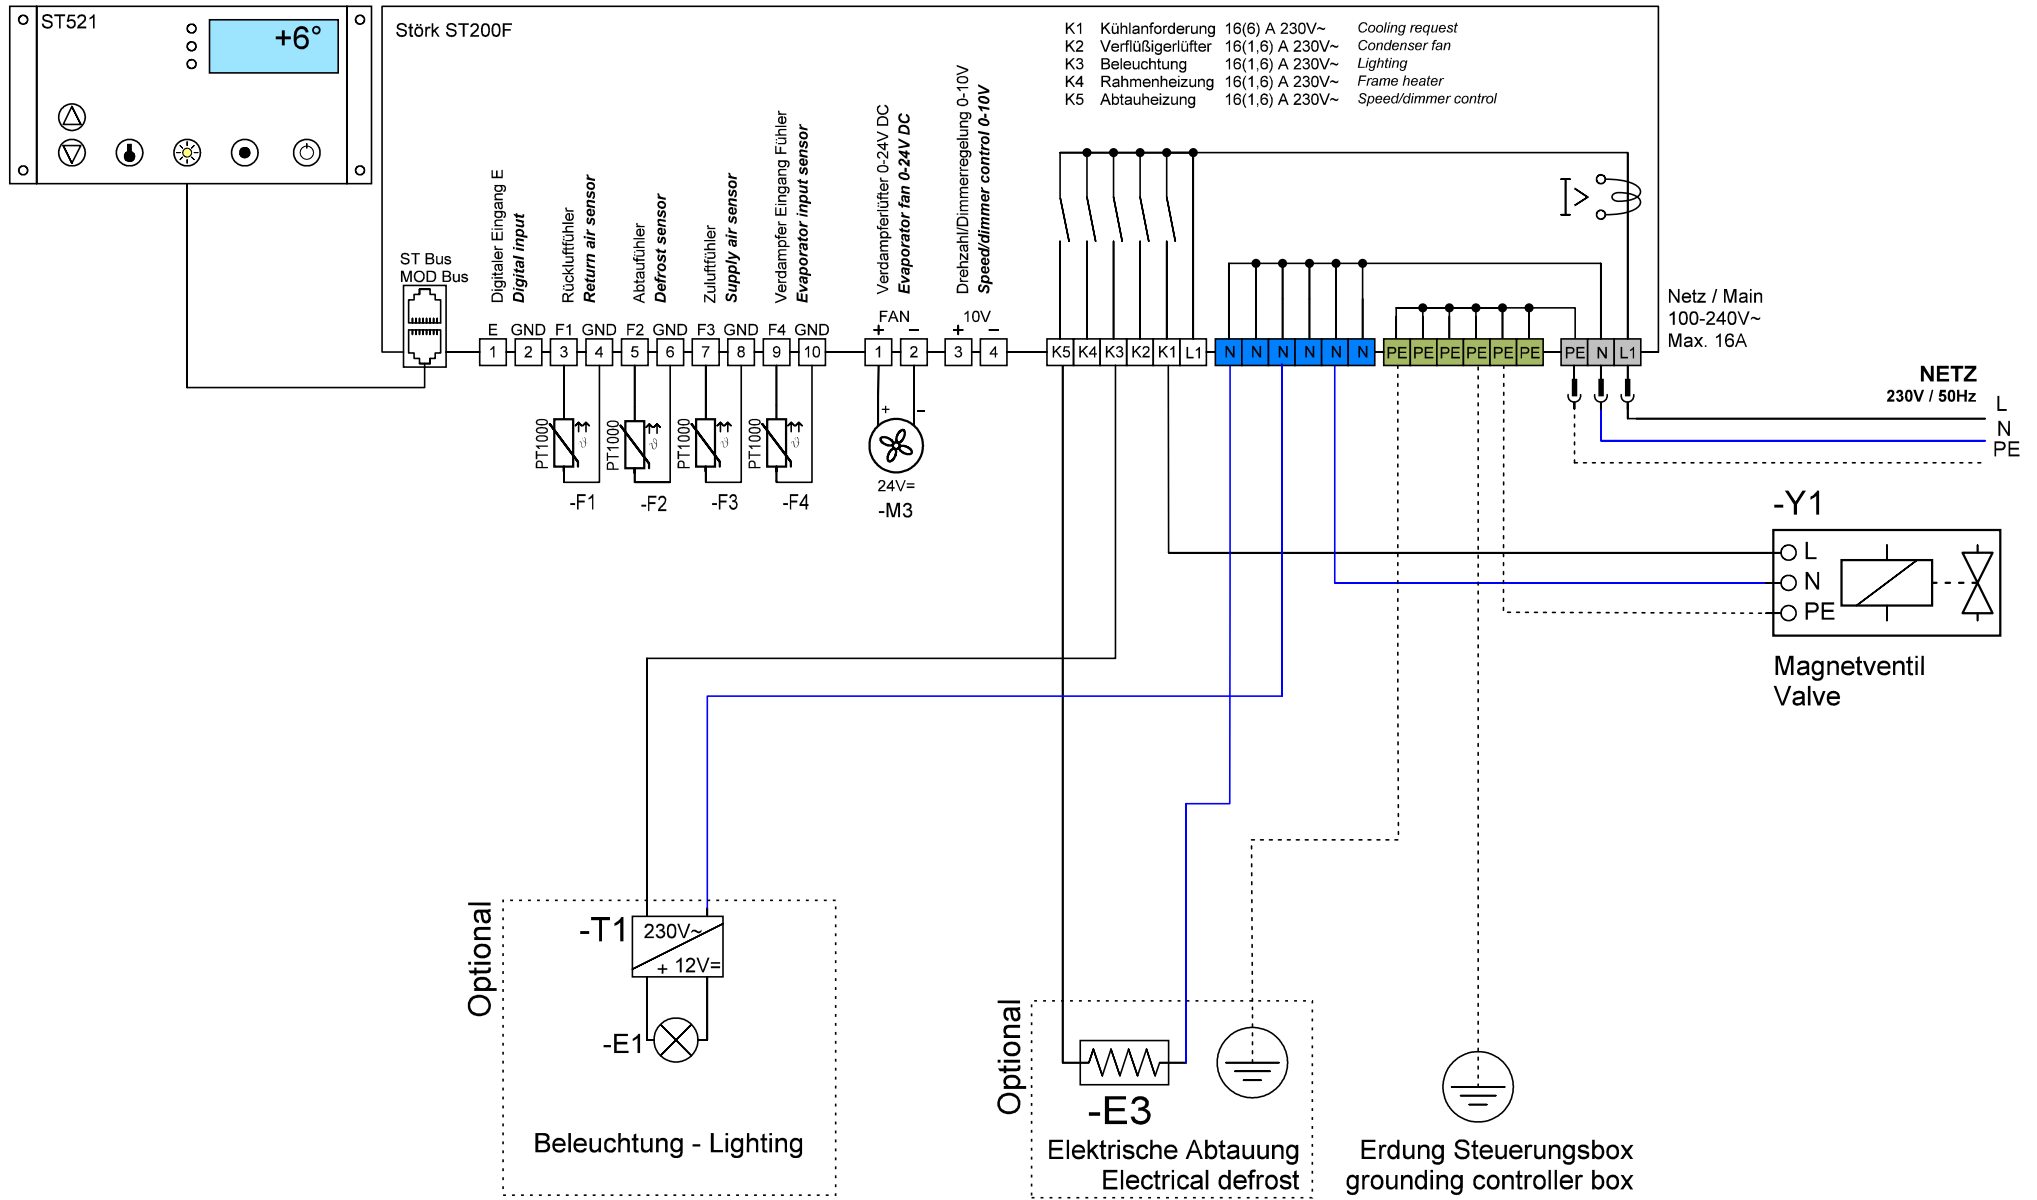 ST521
+6°
Störk ST200F
K1 Kühlanforderung 16(6) A 230V~ Cooling request
K2 Verflüßigerlüfter 16(1,6) A 230V~ Condenser fan
K3 Beleuchtung 16(1,6) A 230V~ Lighting
K4 Rahmenheizung 16(1,6) A 230V~ Frame heater
K5 Abtauheizung 16(1,6) A 230V~ Speed/dimmer control
ST Bus
MOD Bus
Digitaler Eingang E
Digital input
Rückluftfühler
Return air sensor
Abtaufühler
Defrost sensor
Zuluftfühler
Supply air sensor
Verdampfer Eingang Fühler
Evaporator input sensor
Verdampferlüfter 0-24V DC
Evaporator fan 0-24V DC
Drehzahl/Dimmerregelung 0-10V
Speed/dimmer control 0-10V
E GND F1 GND F2 GND F3 GND F4 GND
FAN
+ −
10V
+ −
1 2 3 4 5 6 7 8 9 10
1 2
3 4
K5 K4 K3 K2 K1 L1
N N N N N N
PE PE PE PE PE PE
PE N L1
Netz / Main
100-240V~
Max. 16A
NETZ
230V / 50Hz
L
N
PE
PT1000
-F1
PT1000
-F2
PT1000
-F3
PT1000
-F4
ϑ
ϑ
ϑ
ϑ
+ −
24V=
-M3
-Y1
L
N
PE
Magnetventil
Valve
Optional
-T1
230V~
+ 12V=
-E1
Beleuchtung - Lighting
Optional
-E3
Elektrische Abtauung
Electrical defrost
Erdung Steuerungsbox
grounding controller box